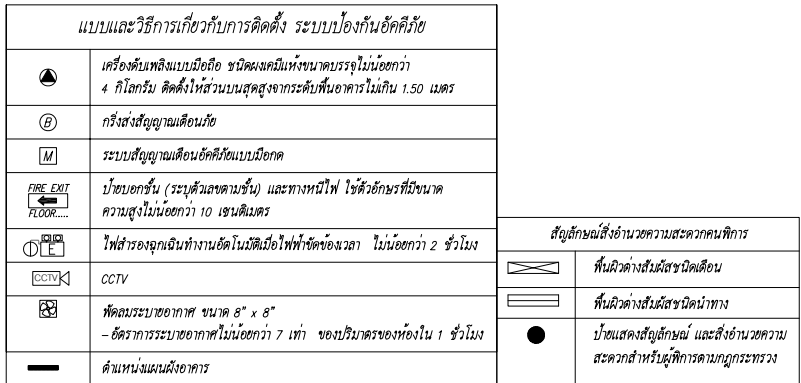 แบบและวิธีการเกี่ยวกับการติดตั้ง ระบบป้องกันอัคคีภัย
เครื่องดับเพลิงแบบมือถือ ชนิดผงเคมีแห้งขนาดบรรจุไม่น้อยกว่า
4 กิโลกรัม ติดตั้งให้ส่วนบนสุดสูงจากระดับพื้นอาคารไม่เกิน 1.50 เมตร
B
กริ่งส่งสัญญาณเตือนภัย
M
ระบบสัญญาณเตือนอัคคีภัยแบบมือกด
FIRE EXIT
FLOOR.....
ป้ายบอกชั้น (ระบุตัวเลขตามชั้น) และทางหนีไฟ ใช้ตัวอักษรที่มีขนาด
ความสูงไม่น้อยกว่า 10 เซนติเมตร
E
ไฟสำรองฉุกเฉินทำงานอัตโนมัติเมื่อไฟฟ้าขัดข้องเวลา ไม่น้อยกว่า 2 ชั่วโมง
CCTV
CCTV
พัดลมระบายอากาศ ขนาด 8" x 8"
-อัตราการระบายอากาศไม่น้อยกว่า 7 เท่า ของปริมาตรของห้องใน 1 ชั่วโมง
ตำแหน่งแผนผังอาคาร
สัญลักษณ์สิ่งอำนวยความสะดวกคนพิการ
พื้นผิวต่างสัมผัสชนิดเตือน
พื้นผิวต่างสัมผัสชนิดนำทาง
ป้ายแสดงสัญลักษณ์ และสิ่งอำนวยความ
สะดวกสำหรับผู้พิการตามกฎกระทรวง